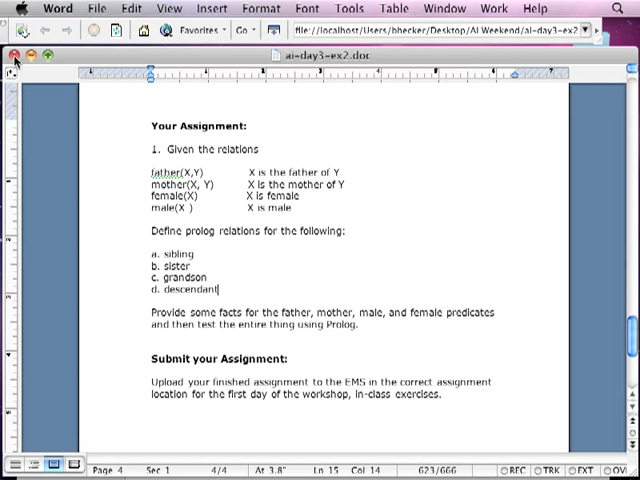 Word File Edit View Insert Format Font Tools Table Window Work Help
Favorites Go file://localhost/Users/bhecker/Desktop/AI Weekend/ai-day3-ex2
ai-day3-ex2.doc
Your Assignment:
1. Given the relations
father(X,Y) X is the father of Y
mother(X, Y) X is the mother of Y
female(X) X is female
male(X ) X is male
Define prolog relations for the following:
a. sibling
b. sister
c. grandson
d. descendant
Provide some facts for the father, mother, male, and female predicates
and then test the entire thing using Prolog.
Submit your Assignment:
Upload your finished assignment to the EMS in the correct assignment
location for the first day of the workshop, in-class exercises.
Page 4 Sec 1 4/4 At 3.8" Ln 15 Col 14 623/666 REC TRK EXT OV